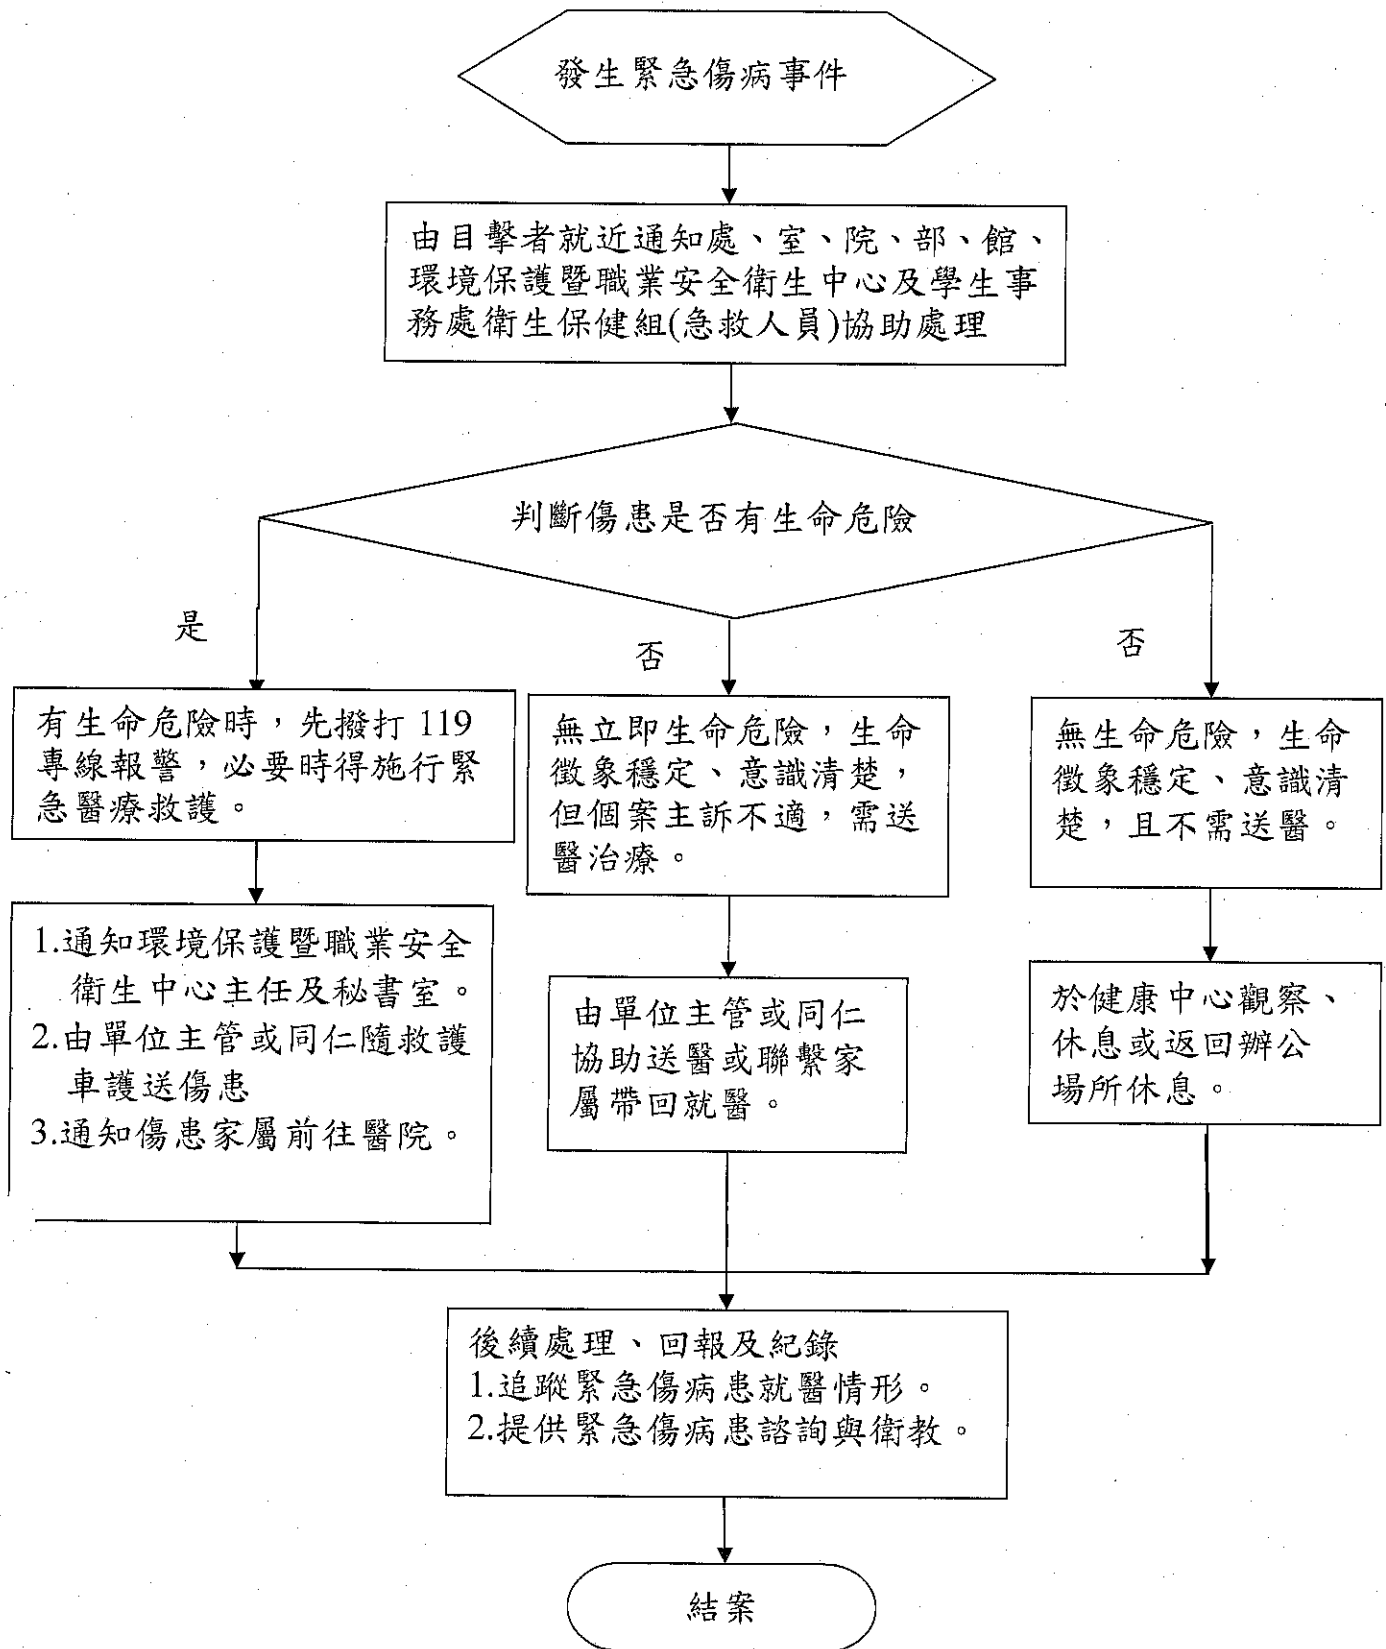 發生緊急傷病事件
由目擊者就近通知處、室、院、部、館、
環境保護暨職業安全衛生中心及學生事
務處衛生保健組(急救人員)協助處理
判斷傷患是否有生命危險
是
否
否
有生命危險時，先撥打 119
專線報警，必要時得施行緊
急醫療救護。
無立即生命危險，生命
徵象穩定、意識清楚，
但個案主訴不適，需送
醫治療。
無生命危險，生命
徵象穩定、意識清
楚，且不需送醫。
1.通知環境保護暨職業安全
衛生中心主任及秘書室。
2.由單位主管或同仁隨救護
車護送傷患
3.通知傷患家屬前往醫院。
由單位主管或同仁
協助送醫或聯繫家
屬帶回就醫。
於健康中心觀察、
休息或返回辦公
場所休息。
後續處理、回報及紀錄
1.追蹤緊急傷病患就醫情形。
2.提供緊急傷病患諮詢與衛教。
結案